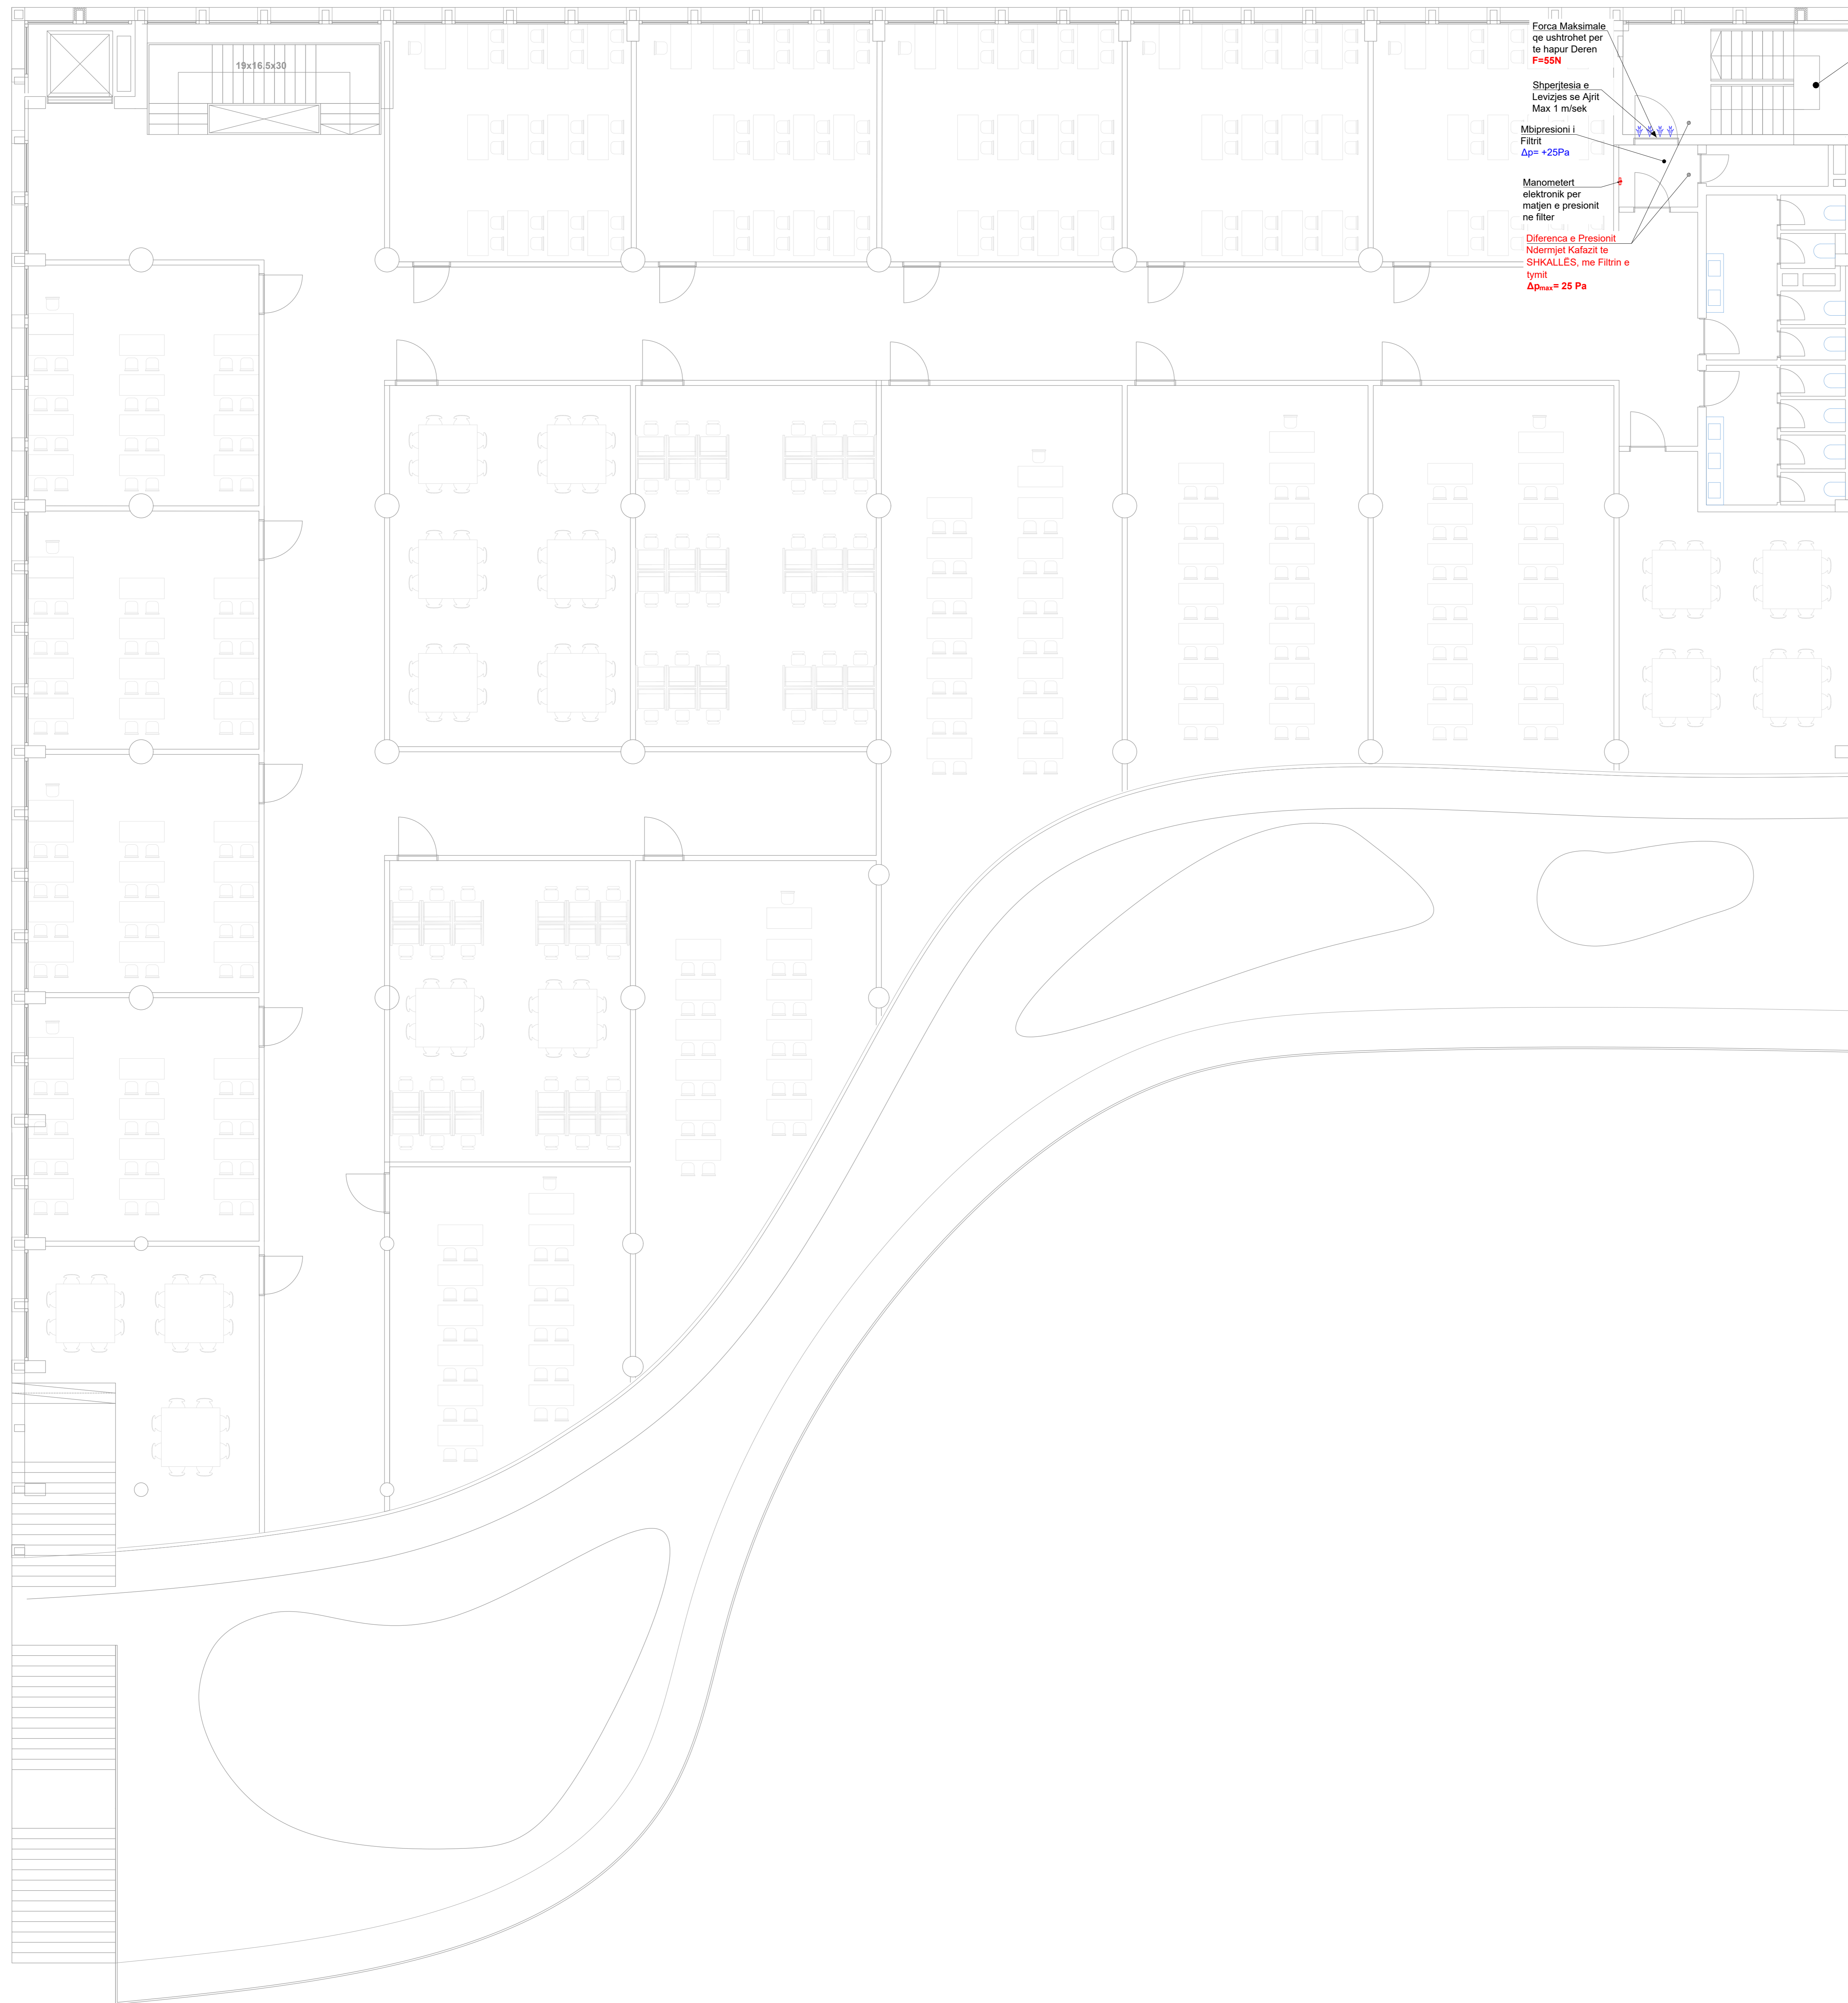 19x16.5x30
Forca Maksimale
qe ushtrohet per
te hapur Deren
F=55N
Shperjtesia e
Levizjes se Ajrit
Max 1 m/sek
Mbipresioni i
Filtrit
Δp= +25Pa
Manometert
elektronik per
matjen e presionit
ne filter
Diferenca e Presionit
Ndermjet Kafazit te
SHKALLËS, me Filtrin e
tymit
Δpmax= 25 Pa